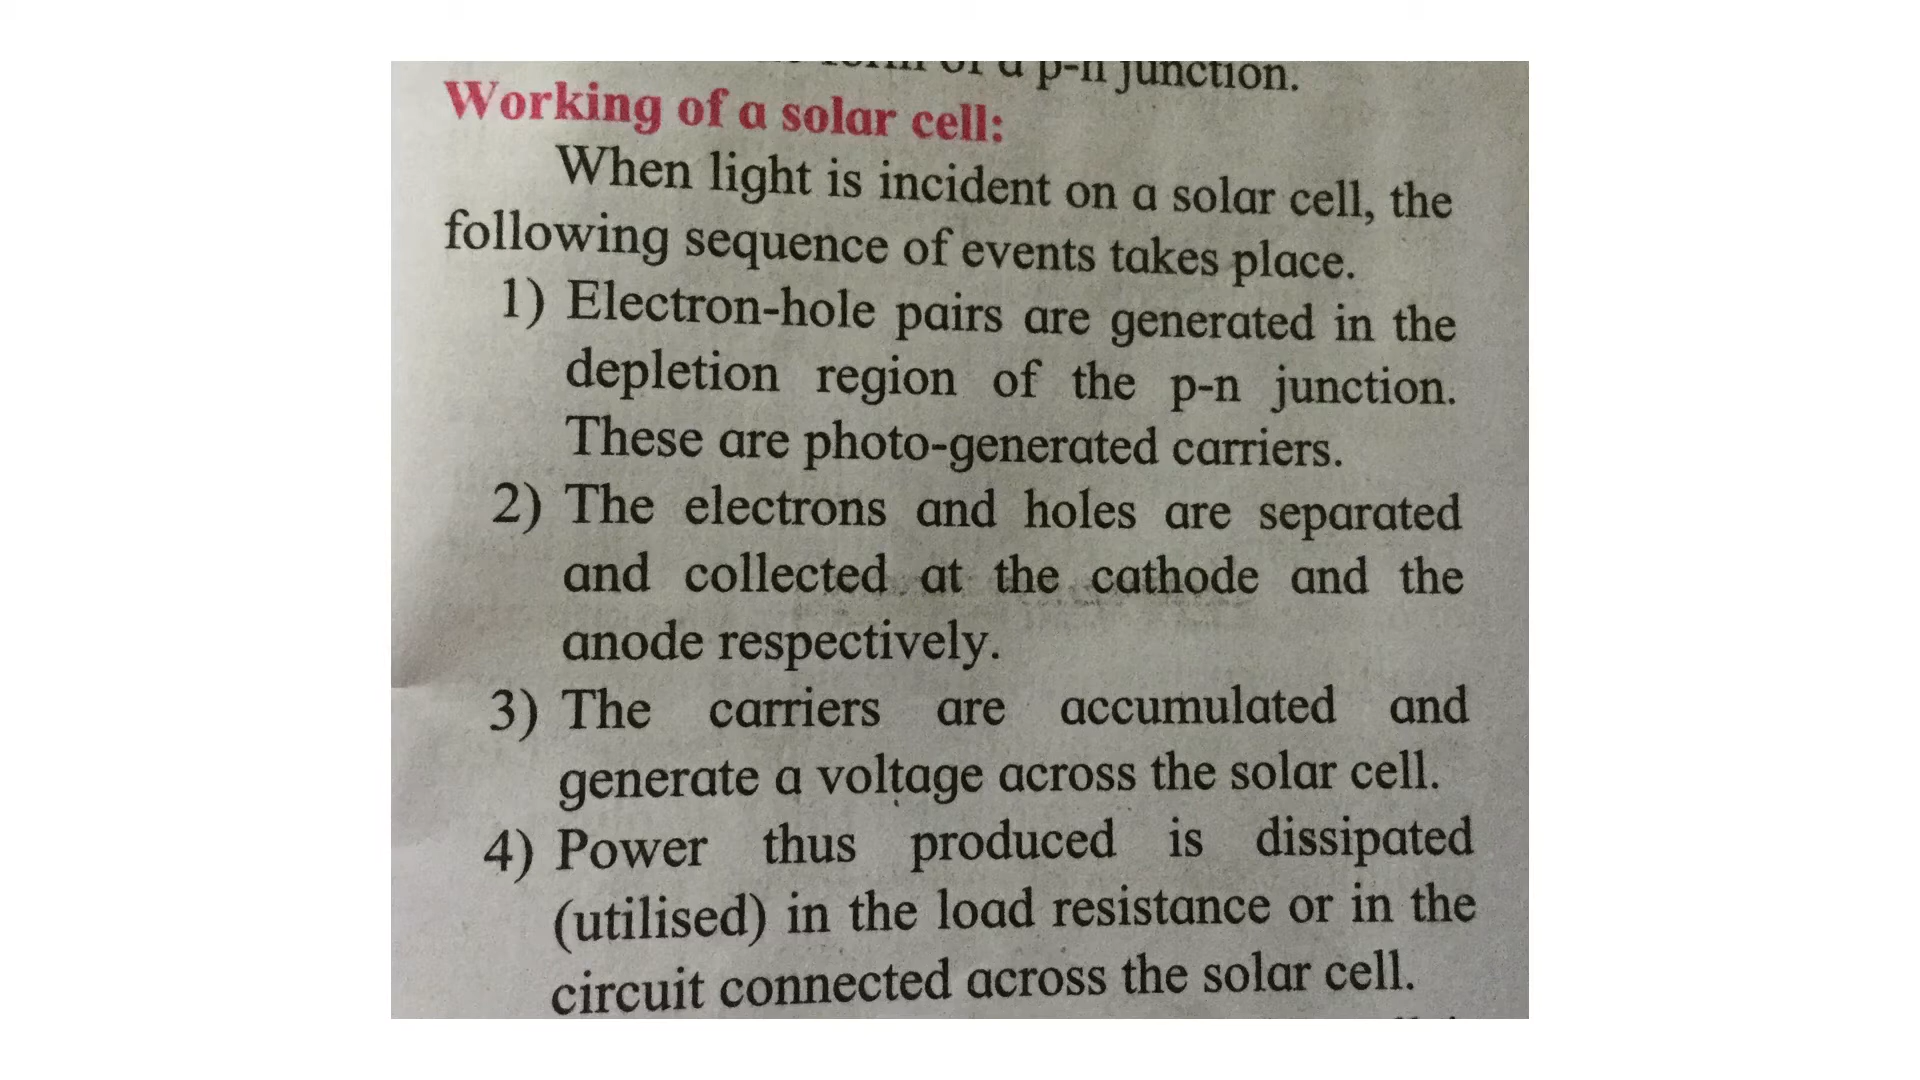 of a p-n junction.
Working of a solar cell:
When light is incident on a solar cell, the
following sequence of events takes place.
1) Electron-hole pairs are generated in the
depletion region of the p-n junction.
These are photo-generated carriers.
2) The electrons and holes are separated
and collected at the cathode and the
anode respectively.
3) The carriers are accumulated and
generate a voltage across the solar cell.
4) Power thus produced is dissipated
(utilised) in the load resistance or in the
circuit connected across the solar cell.